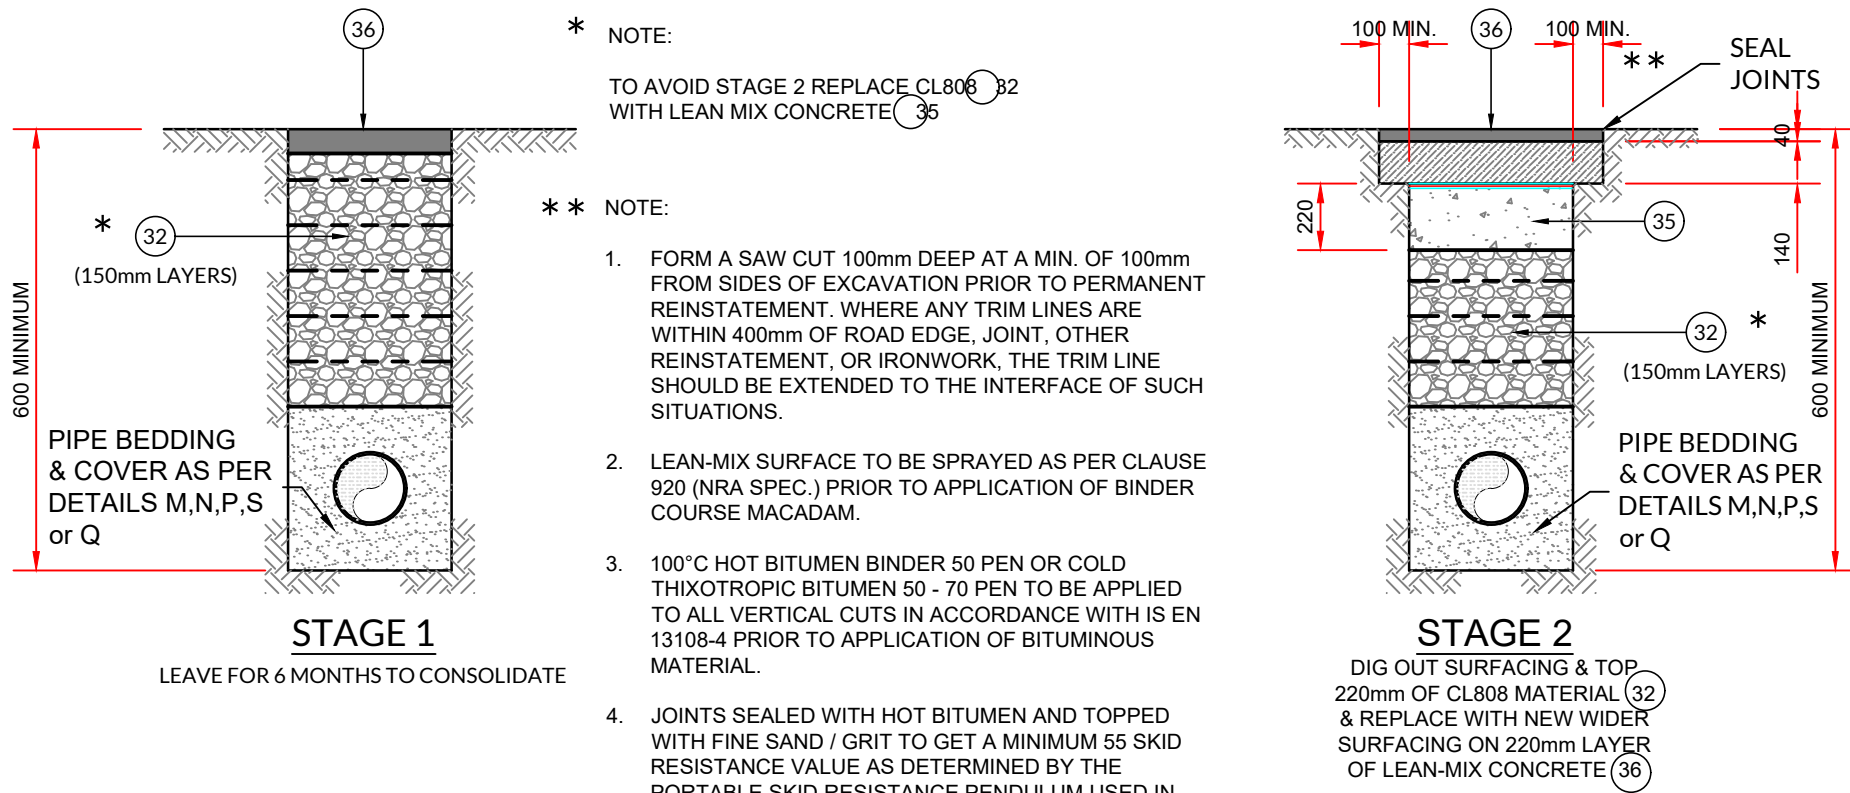 36
* NOTE:
TO AVOID STAGE 2 REPLACE CL808 32
WITH LEAN MIX CONCRETE 35
* * NOTE:
1. FORM A SAW CUT 100mm DEEP AT A MIN. OF 100mm
FROM SIDES OF EXCAVATION PRIOR TO PERMANENT
REINSTATEMENT. WHERE ANY TRIM LINES ARE
WITHIN 400mm OF ROAD EDGE, JOINT, OTHER
REINSTATEMENT, OR IRONWORK, THE TRIM LINE
SHOULD BE EXTENDED TO THE INTERFACE OF SUCH
SITUATIONS.
2. LEAN-MIX SURFACE TO BE SPRAYED AS PER CLAUSE
920 (NRA SPEC.) PRIOR TO APPLICATION OF BINDER
COURSE MACADAM.
3. 100°C HOT BITUMEN BINDER 50 PEN OR COLD
THIXOTROPIC BITUMEN 50 - 70 PEN TO BE APPLIED
TO ALL VERTICAL CUTS IN ACCORDANCE WITH IS EN
13108-4 PRIOR TO APPLICATION OF BITUMINOUS
MATERIAL.
4. JOINTS SEALED WITH HOT BITUMEN AND TOPPED
WITH FINE SAND / GRIT TO GET A MINIMUM 55 SKID
RESISTANCE VALUE AS DETERMINED BY THE
PORTABLE SKID RESISTANCE PENDULUM USED IN
600 MINIMUM
* 32
(150mm LAYERS)
PIPE BEDDING
& COVER AS PER
DETAILS M,N,P,S
or Q
STAGE 1
LEAVE FOR 6 MONTHS TO CONSOLIDATE
100 MIN.
36
100 MIN.
* *
SEAL
JOINTS
40
220
35
140
32 *
(150mm LAYERS)
600 MINIMUM
PIPE BEDDING
& COVER AS PER
DETAILS M,N,P,S
or Q
STAGE 2
DIG OUT SURFACING & TOP
220mm OF CL808 MATERIAL 32
& REPLACE WITH NEW WIDER
SURFACING ON 220mm LAYER
OF LEAN-MIX CONCRETE 36